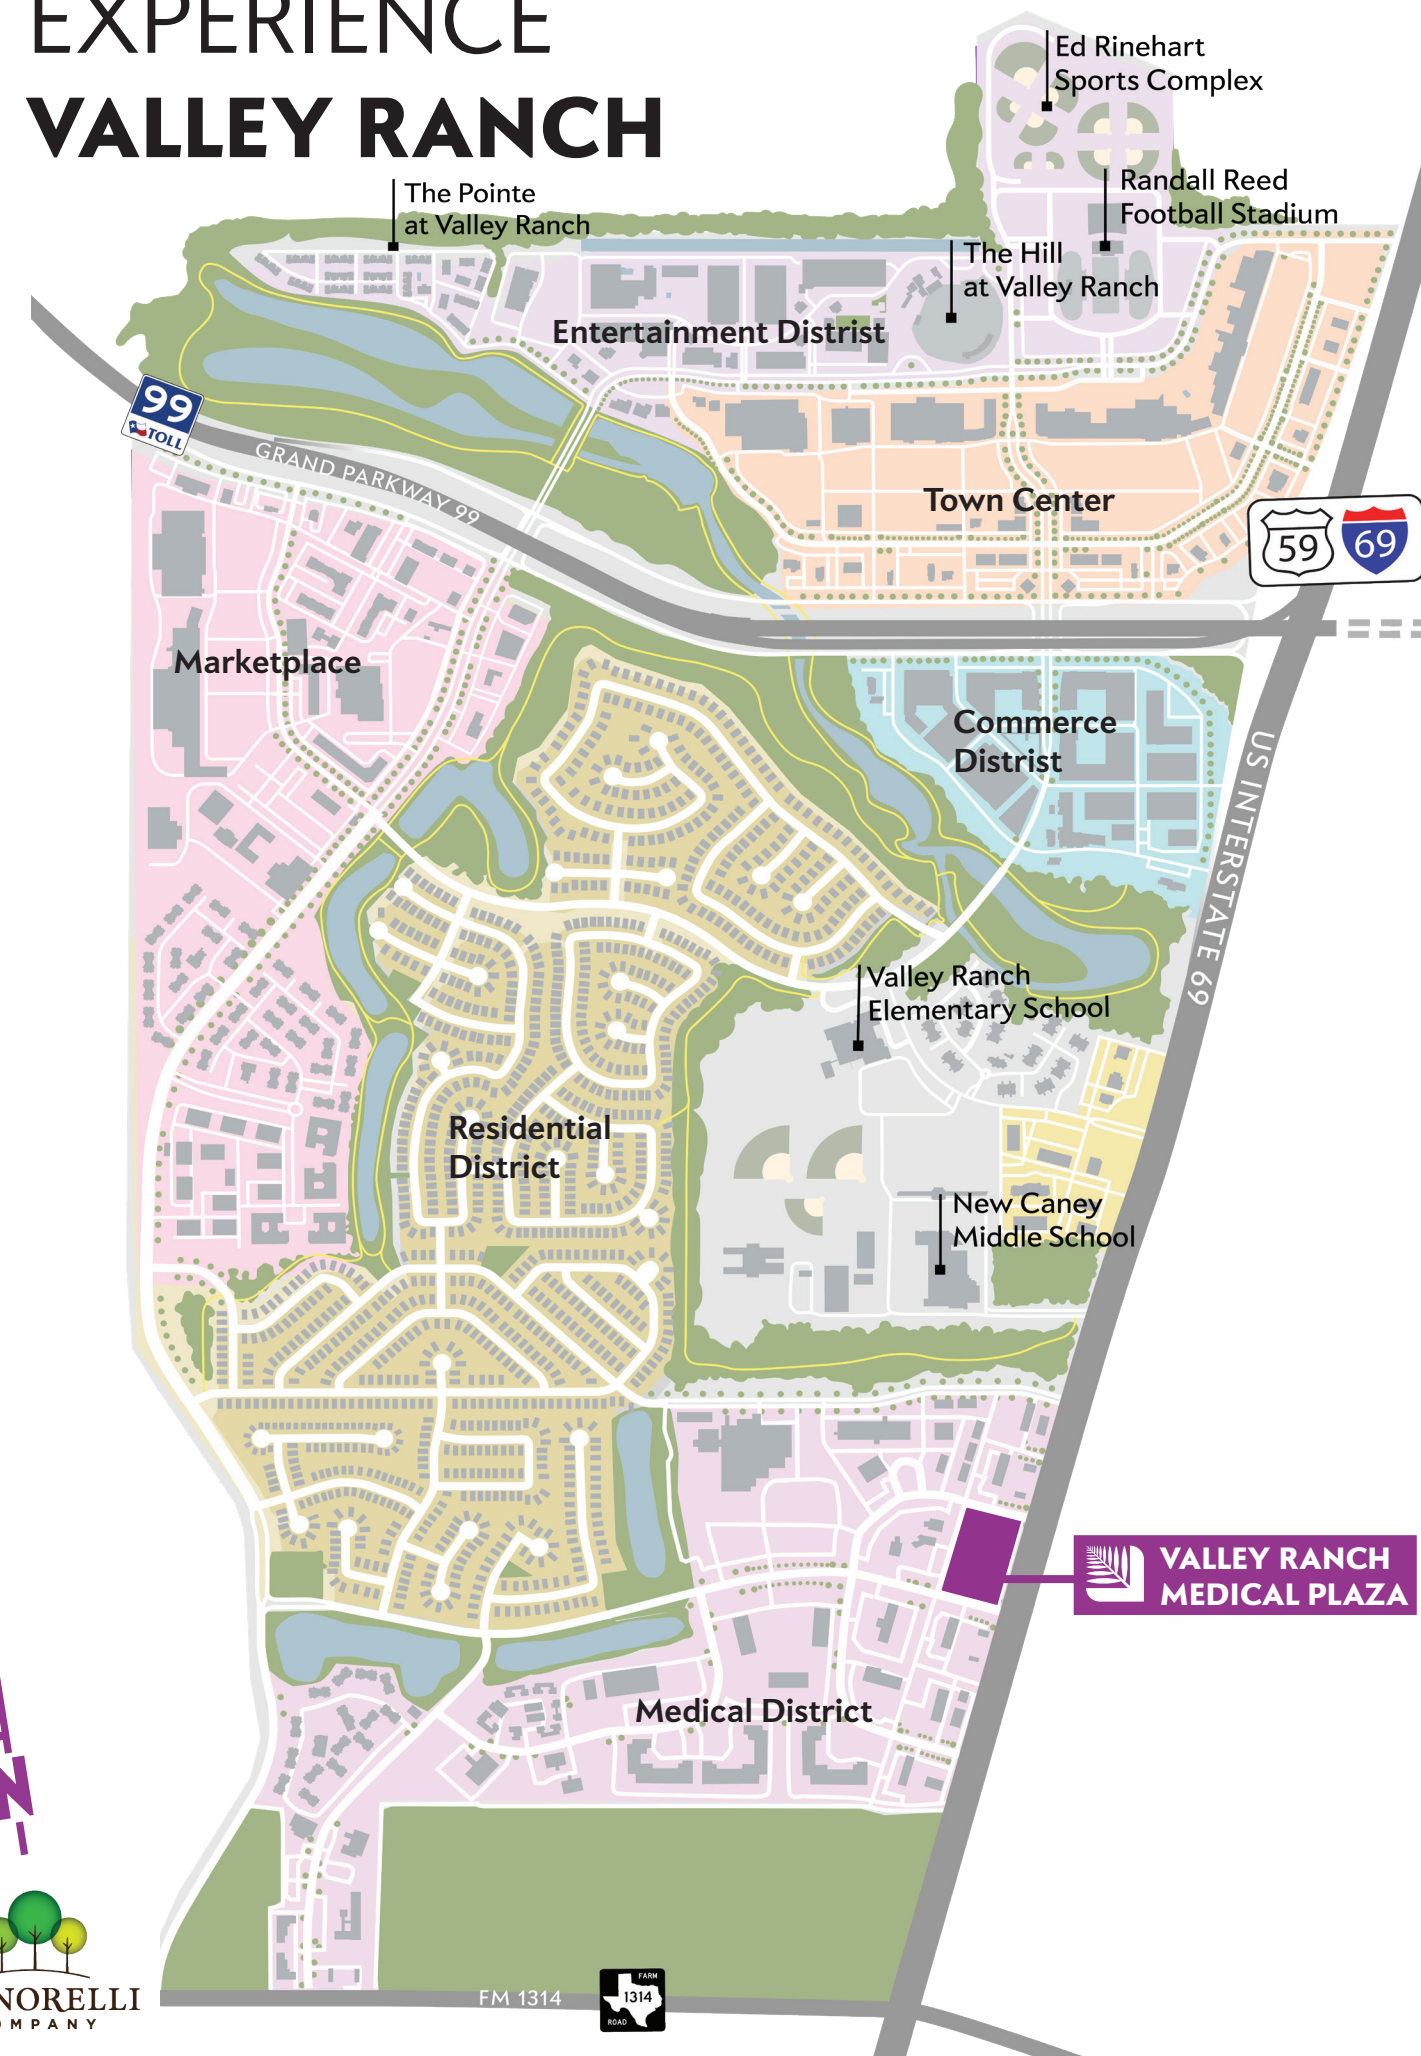 EXPERIENCE
VALLEY RANCH
Ed Rinehart
Sports Complex
The Pointe
at Valley Ranch
Randall Reed
Football Stadium
The Hill
at Valley Ranch
Entertainment Distrist
99
TOLL
GRAND PARKWAY 99
Town Center
59
69
Marketplace
Commerce
Distrist
US INTERSTATE 69
Valley Ranch
Elementary School
Residential
District
New Caney
Middle School
VALLEY RANCH
MEDICAL PLAZA
Medical District
NORELLI
OMPANY
FM 1314
FARM
1314
ROAD